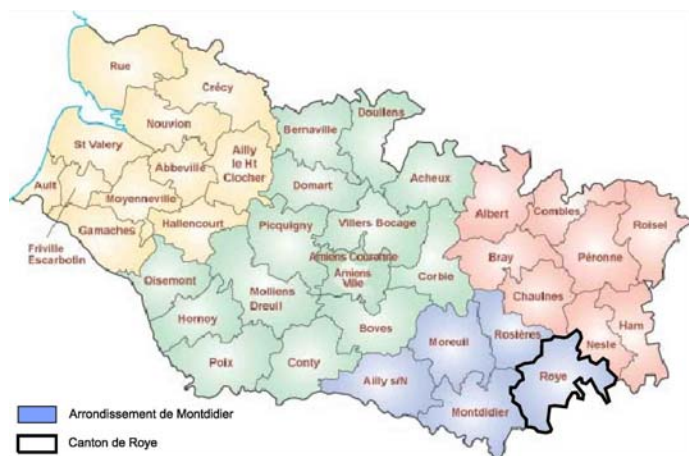 Rue
Crécy
Nouvion
St Valery
Ailly
le Ht
Clocher
Abbeville
Ault
Moyenneville
Gamaches
Hallencourt
Friville
Escarbotin
Doullens
Bernaville
Domart
Acheux
Picquigny
Villers Bocage
Amiens Couronne
Amiens
Ville
Corbie
Oisemont
Molliens
Dreuil
Hornoy
Boves
Poix
Conty
Albert
Combles
Roisel
Bray
Péronne
Chaulnes
Ham
Nesle
Rosières
Moreuil
Roye
Ailly s/N
Montdidier
Arrondissement de Montdidier
Canton de Roye